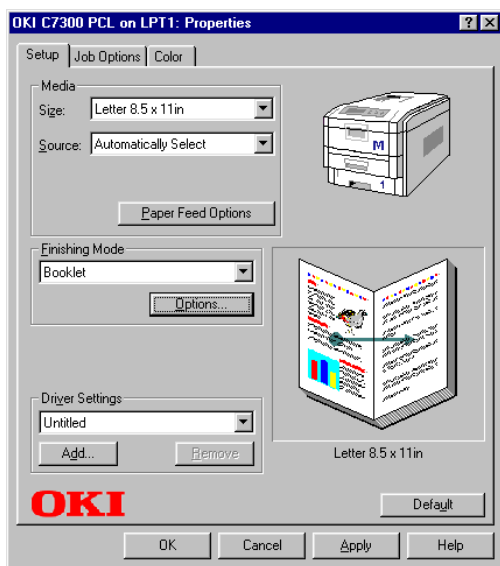 OKI C7300 PCL on LPT1: Properties
Setup
Job Options
Color
Media
Size:
Letter 8.5 x 11in
Source:
Automatically Select
Paper Feed Options
M
1
Finishing Mode
Booklet
Options...
Driver Settings
Untitled
Add...
Remove
Letter 8.5 x 11in
OKI
Default
OK
Cancel
Apply
Help